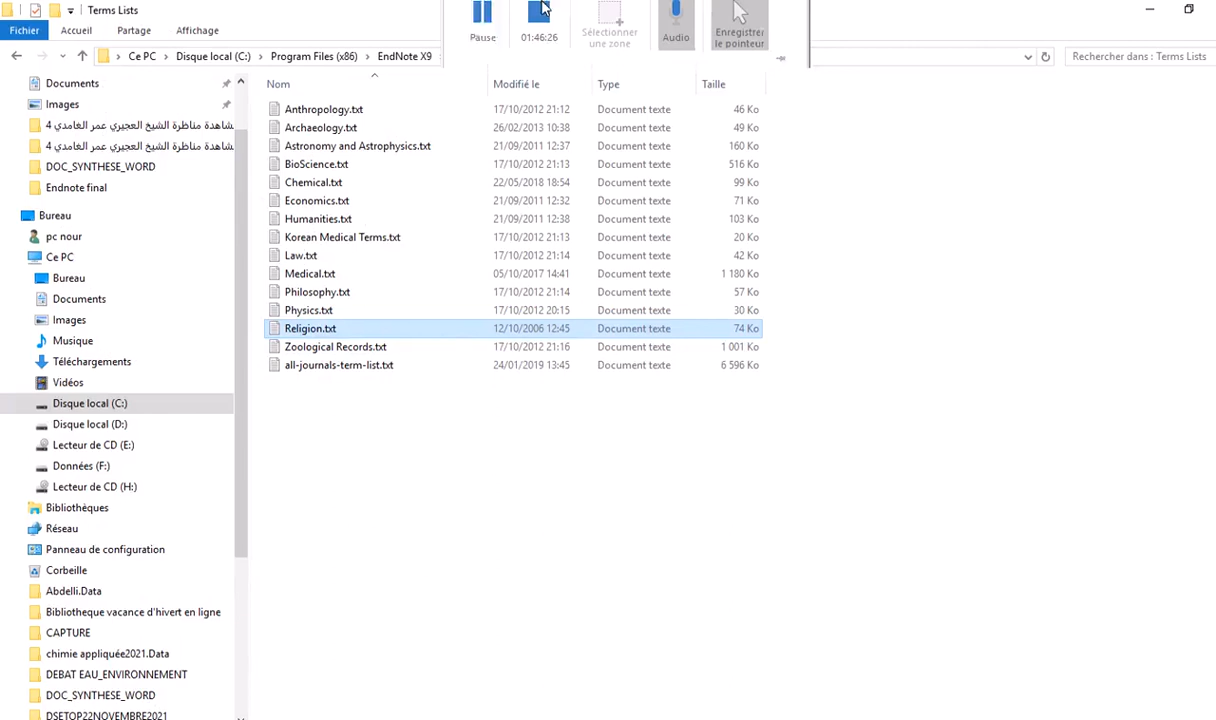 Terms Lists
Fichier Accueil Partage Affichage
Pause 01:46:26 Sélectionner une zone Audio Enregistrer le pointeur
Ce PC Disque local (C:) Program Files (x86) EndNote X9
Rechercher dans : Terms Lists
Documents
Images
شاهدة مناظرة الشيخ العجيري عمر الغامدي 4
شاهدة مناظرة الشيخ العجيري عمر الغامدي 4
DOC_SYNTHESE_WORD
Endnote final
Bureau
pc nour
Ce PC
Bureau
Documents
Images
Musique
Téléchargements
Vidéos
Disque local (C:)
Disque local (D:)
Lecteur de CD (E:)
Données (F:)
Lecteur de CD (H:)
Bibliothèques
Réseau
Panneau de configuration
Corbeille
Abdelli.Data
Bibliotheque vacance d'hivert en ligne
CAPTURE
chimie appliquée2021.Data
DEBAT EAU_ENVIRONNEMENT
DOC_SYNTHESE_WORD
DSETOP22NOVEMBRE2021
Nom Modifié le Type Taille
Anthropology.txt 17/10/2012 21:12 Document texte 46 Ko
Archaeology.txt 26/02/2013 10:38 Document texte 49 Ko
Astronomy and Astrophysics.txt 21/09/2011 12:37 Document texte 160 Ko
BioScience.txt 17/10/2012 21:13 Document texte 516 Ko
Chemical.txt 22/05/2018 18:54 Document texte 99 Ko
Economics.txt 21/09/2011 12:32 Document texte 71 Ko
Humanities.txt 21/09/2011 12:38 Document texte 103 Ko
Korean Medical Terms.txt 17/10/2012 21:13 Document texte 20 Ko
Law.txt 17/10/2012 21:14 Document texte 42 Ko
Medical.txt 05/10/2017 14:41 Document texte 1 180 Ko
Philosophy.txt 17/10/2012 21:14 Document texte 57 Ko
Physics.txt 17/10/2012 20:15 Document texte 30 Ko
Religion.txt 12/10/2006 12:45 Document texte 74 Ko
Zoological Records.txt 17/10/2012 21:16 Document texte 1 001 Ko
all-journals-term-list.txt 24/01/2019 13:45 Document texte 6 596 Ko